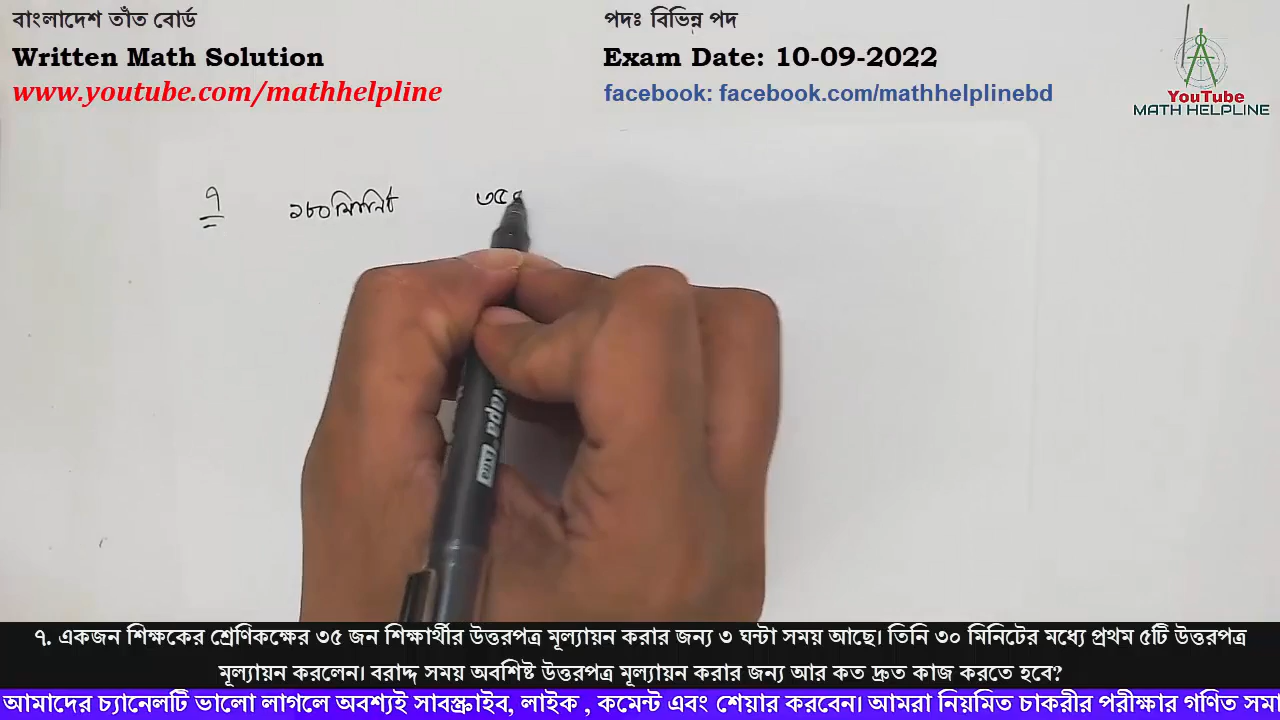 বাংলাদেশ তাঁত বোর্ড
পদঃ বিভিন্ন পদ
Written Math Solution
Exam Date: 10-09-2022
www.youtube.com/mathhelpline
facebook: facebook.com/mathhelplinebd
YouTube
MATH HELPLINE
৭ ১৮০ মিনিট ৩৫
৭. একজন শিক্ষকের শ্রেণিকক্ষের ৩৫ জন শিক্ষার্থীর উত্তরপত্র মূল্যায়ন করার জন্য ৩ ঘন্টা সময় আছে। তিনি ৩০ মিনিটের মধ্যে প্রথম ৫টি উত্তরপত্র
মূল্যায়ন করলেন। বরাদ্দ সময় অবশিষ্ট উত্তরপত্র মূল্যায়ন করার জন্য আর কত দ্রুত কাজ করতে হবে?
আমাদের চ্যানেলটি ভালো লাগলে অবশ্যই সাবস্ক্রাইব, লাইক , কমেন্ট এবং শেয়ার করবেন। আমরা নিয়মিত চাকরীর পরীক্ষার গণিত সমা